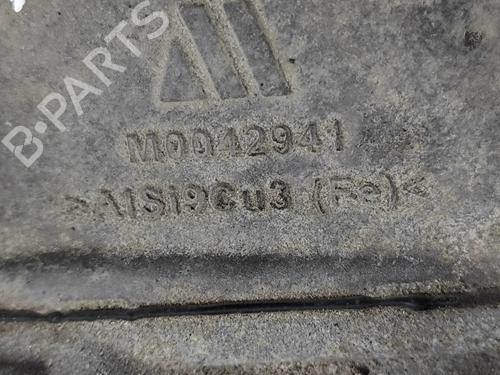 B-PARTS
M0042941
>AlSi9Cu3 (Fe)<